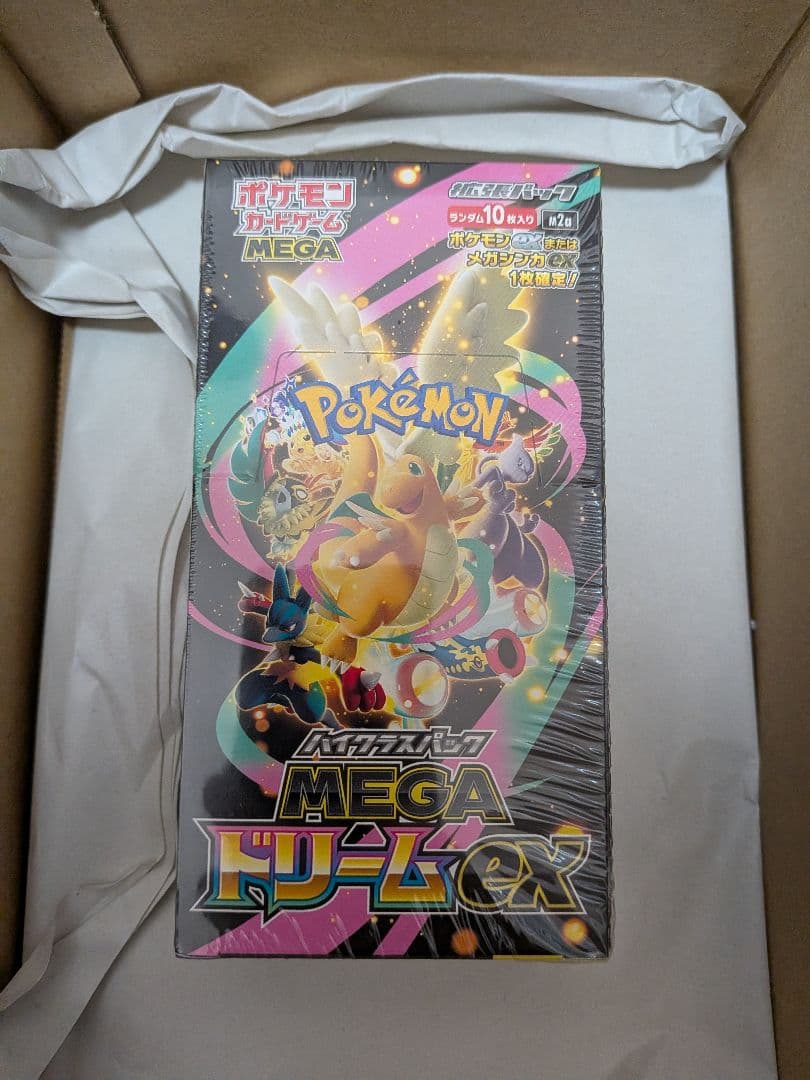 ポケモン
カードゲーム
MEGA
拡張パック
ランダム10枚入り M2a
ポケモンexまたは
メガシンカex
1枚確定!
POKéMON
ハイクラスパック
MEGA
ドリームex